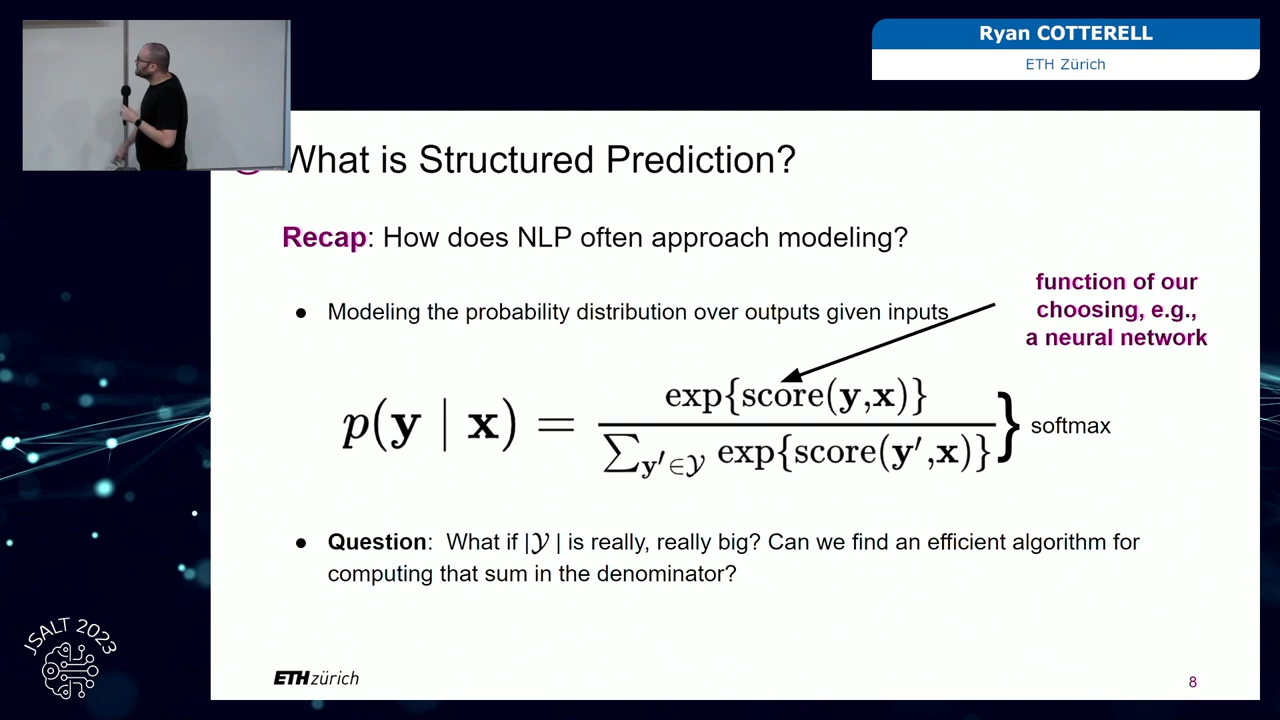 Ryan COTTERELL
ETH Zürich
What is Structured Prediction?
Recap: How does NLP often approach modeling?
● Modeling the probability distribution over outputs given inputs
function of our
choosing, e.g.,
a neural network
p(y | x) = exp{score(y,x)} / ∑y′∈𝒴 exp{score(y′,x)} } softmax
● Question: What if |𝒴| is really, really big? Can we find an efficient algorithm for
computing that sum in the denominator?
JSALT 2023
ETH zürich
8